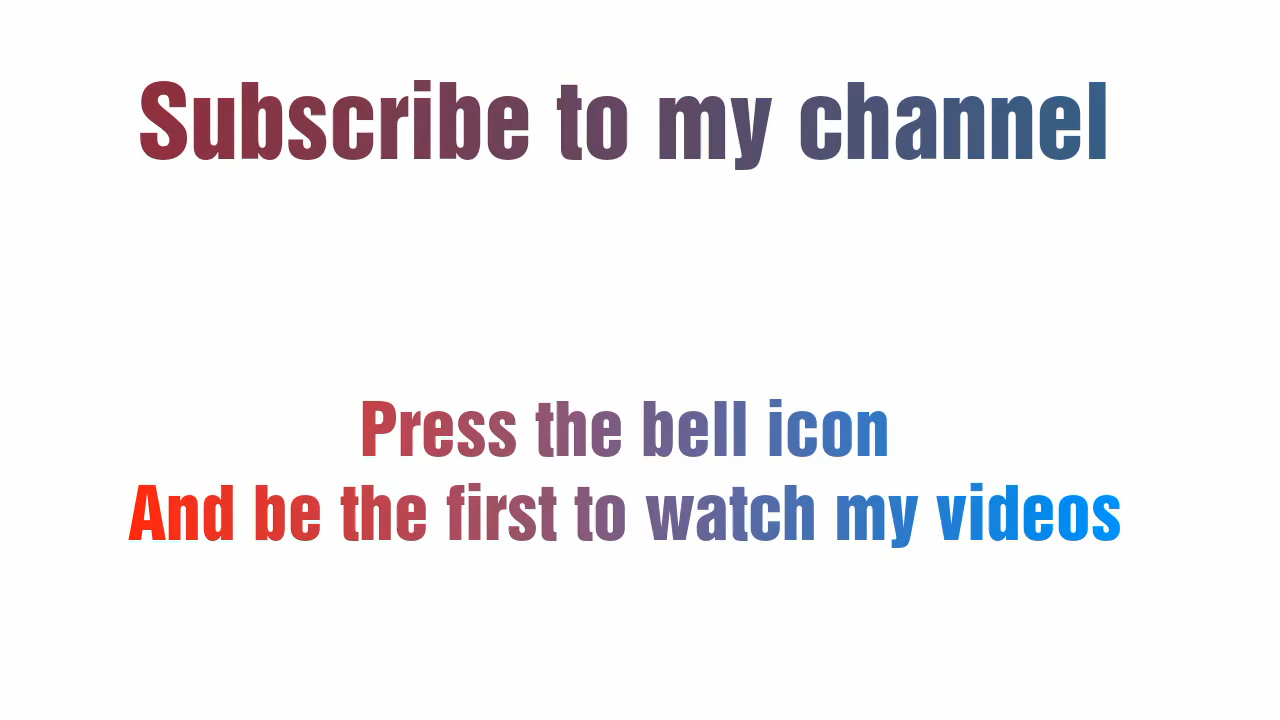 Subscribe to my channel
Press the bell icon
And be the first to watch my videos